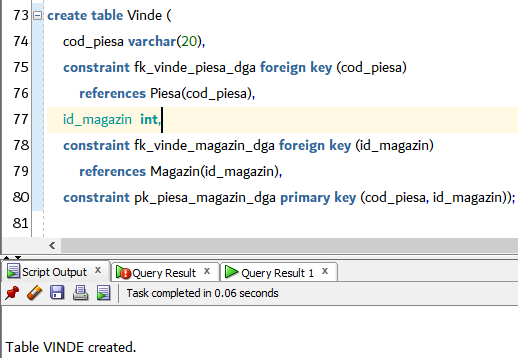 73 create table Vinde (
74 cod_piesa varchar(20),
75 constraint fk_vinde_piesa_dga foreign key (cod_piesa)
76 references Piesa(cod_piesa),
77 id_magazin  int,
78 constraint fk_vinde_magazin_dga foreign key (id_magazin)
79 references Magazin(id_magazin),
80 constraint pk_piesa_magazin_dga primary key (cod_piesa, id_magazin));
81
Script Output x Query Result x Query Result 1 x
Task completed in 0.06 seconds
Table VINDE created.